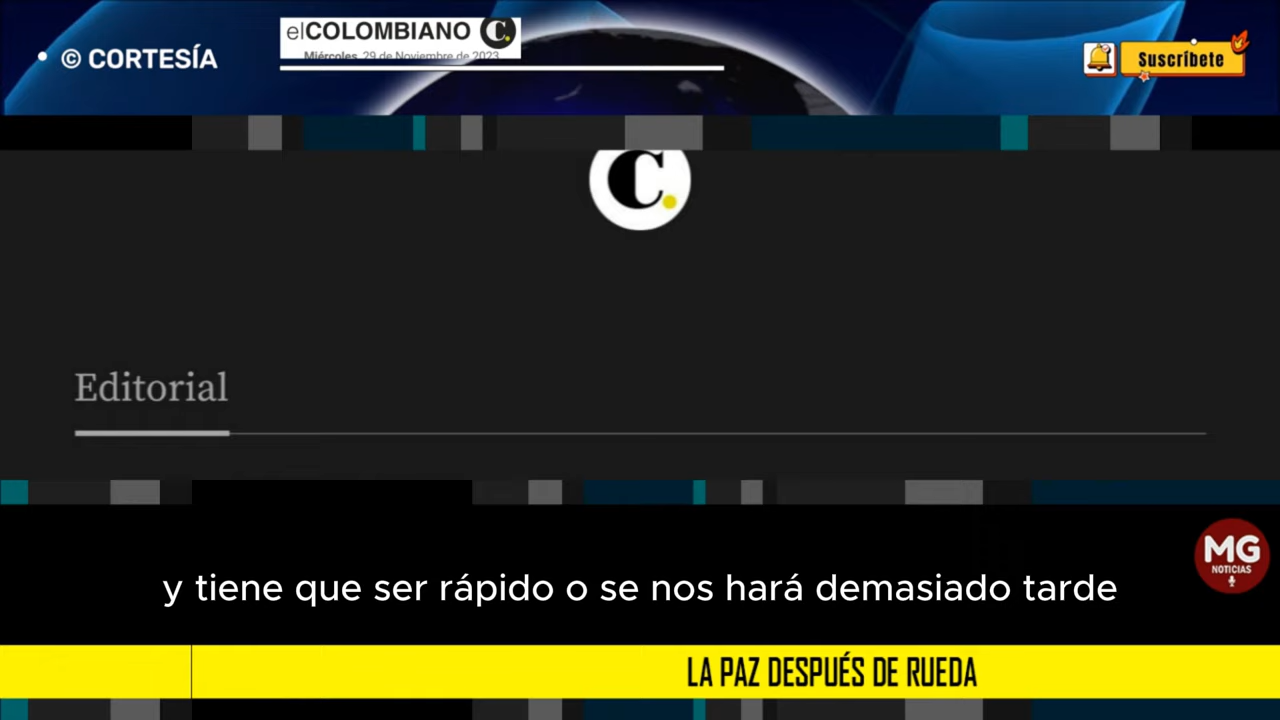 elCOLOMBIANO C.
• © CORTESÍA
Miércoles, 29 de Noviembre de 2023
Suscríbete
C.
Editorial
MG
NOTICIAS
y tiene que ser rápido o se nos hará demasiado tarde
LA PAZ DESPUÉS DE RUEDA